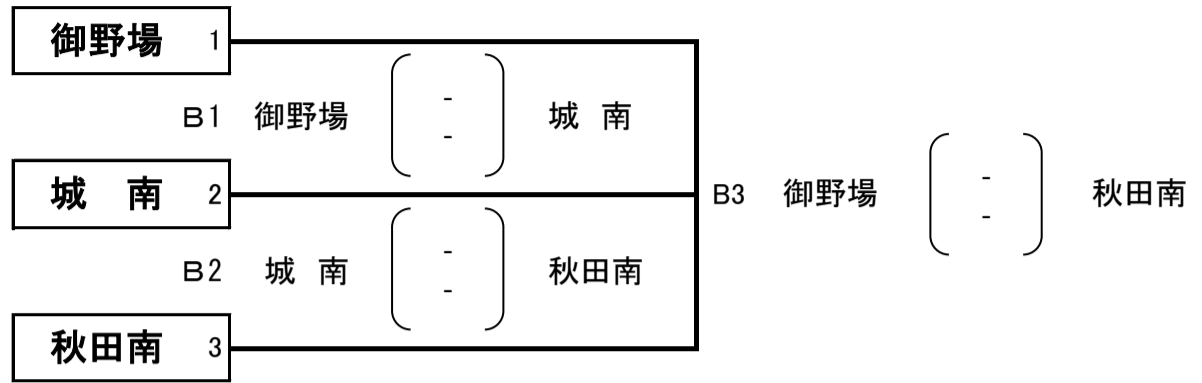 御野場 1
B1 御野場 - - 城 南
城 南 2
B3 御野場 - - 秋田南
B2 城 南 - - 秋田南
秋田南 3